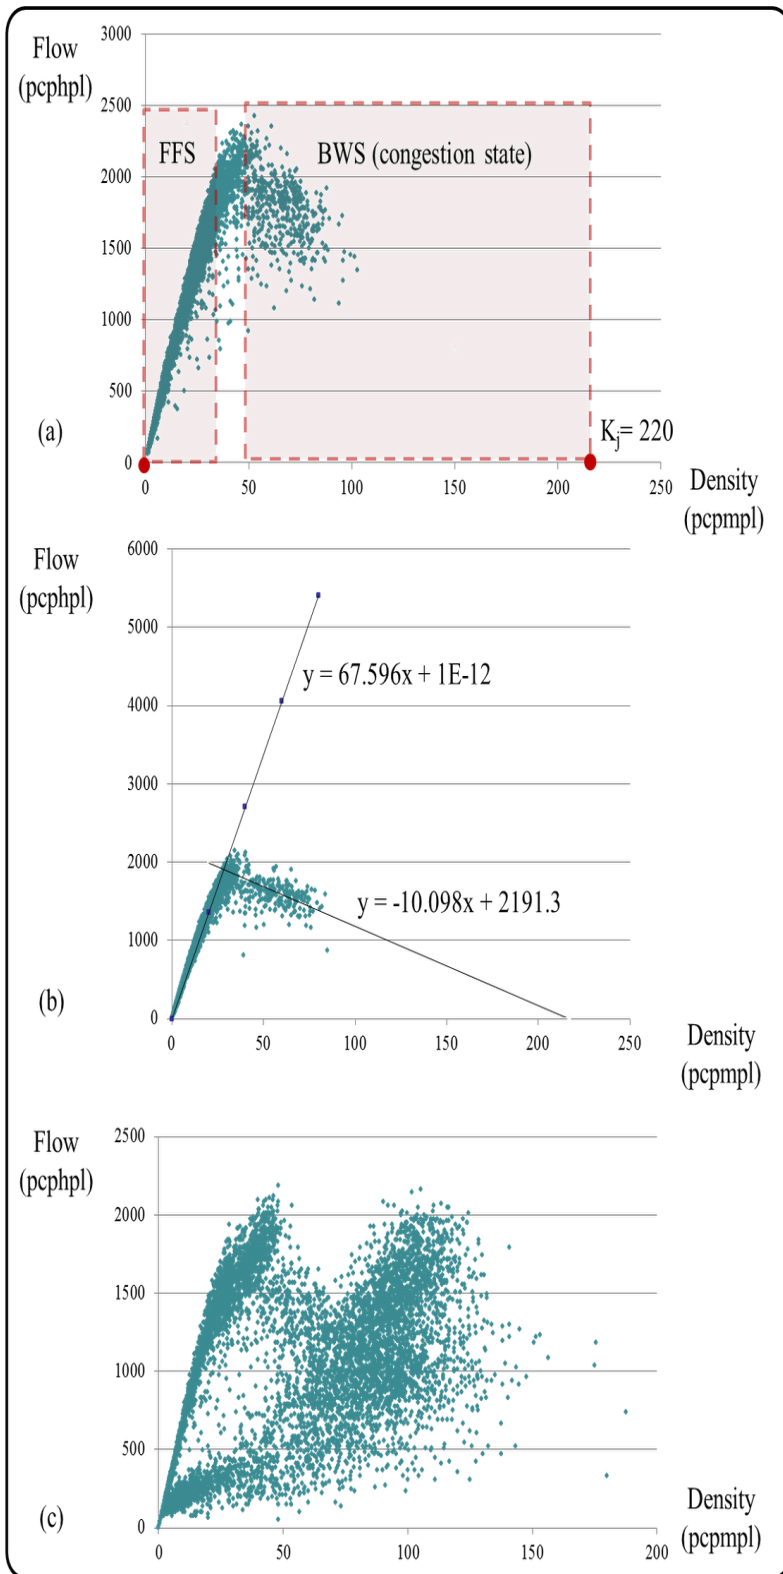 Flow
(pcphpl)
3000
2500
2000
1500
1000
500
0
FFS
BWS (congestion state)
(a)
Kj= 220
0 50 100 150 200 250
Density
(pcpmpl)
Flow
(pcphpl)
6000
5000
4000
3000
2000
1000
0
y = 67.596x + 1E-12
y = -10.098x + 2191.3
(b)
0 50 100 150 200 250
Density
(pcpmpl)
Flow
(pcphpl)
2500
2000
1500
1000
500
0
(c)
0 50 100 150 200
Density
(pcpmpl)